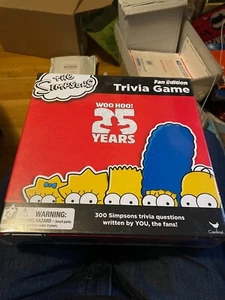 THE SIMPSONS
Fan Edition
Trivia Game
WOO HOO!
25
YEARS
WARNING:
300 Simpsons trivia questions
written by YOU, the fans!
Cardinal